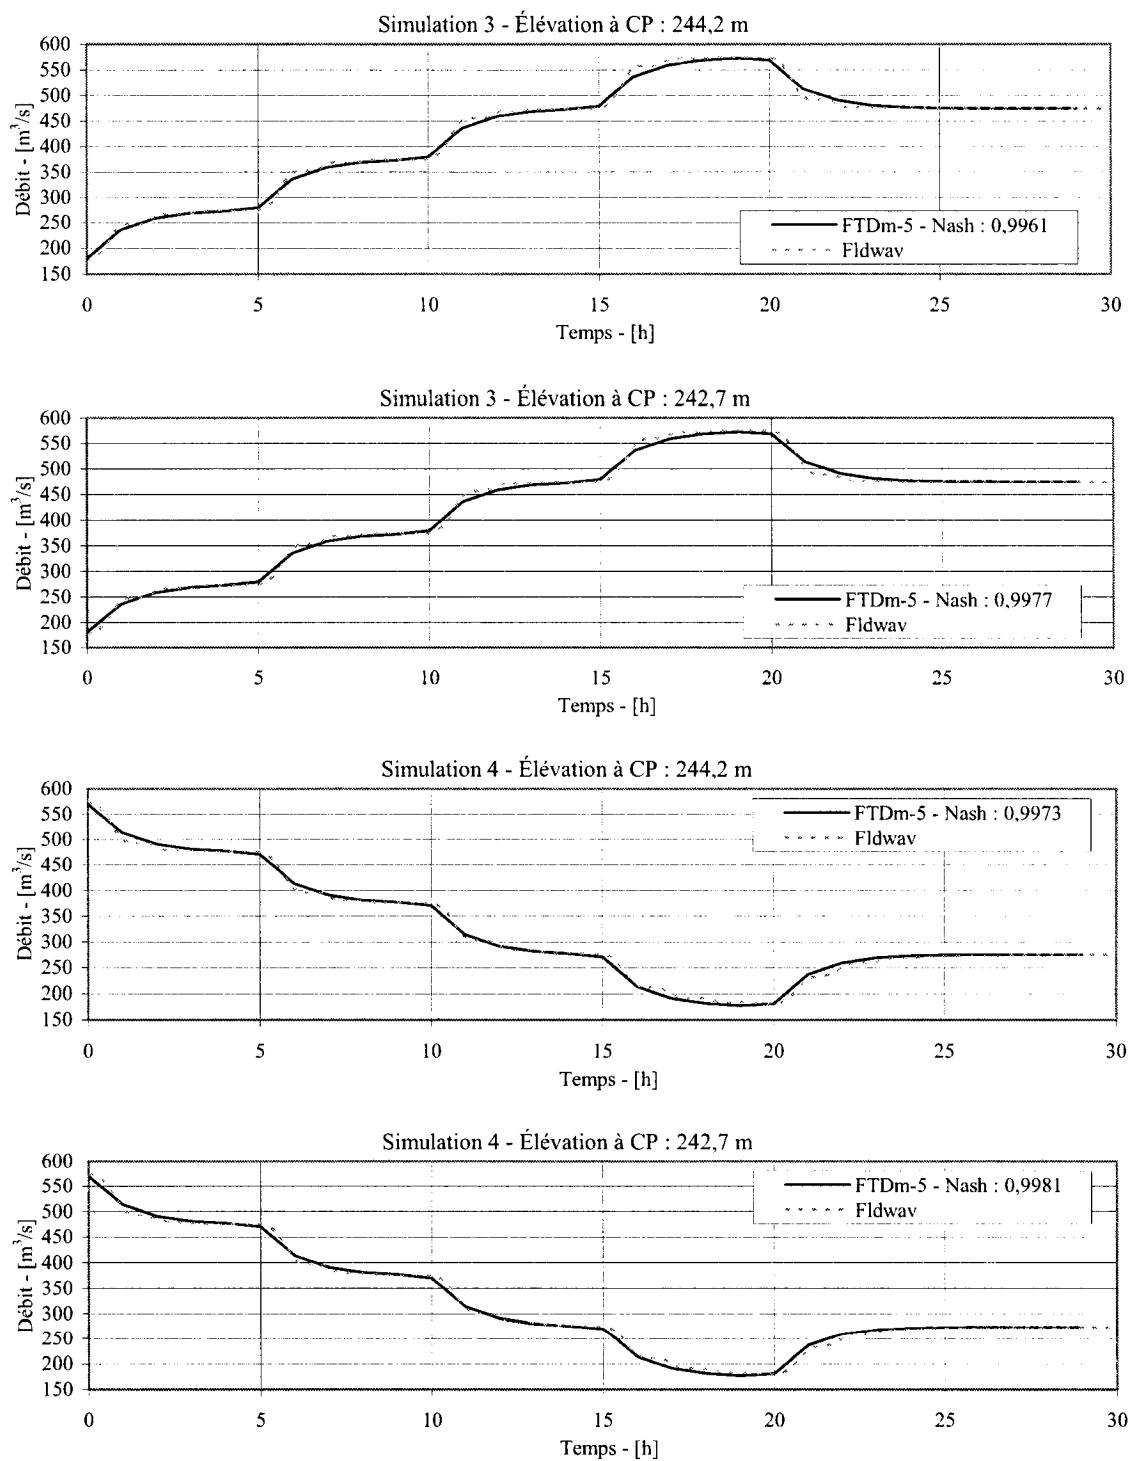 Simulation 3 - Élévation à CP : 244,2 m
600
550
500
450
400
350
300
250
200
150
Débit - [m³/s]
FTDm-5 - Nash : 0,9961
Fldwav
0 5 10 15 20 25 30
Temps - [h]
Simulation 3 - Élévation à CP : 242,7 m
600
550
500
450
400
350
300
250
200
150
Débit - [m³/s]
FTDm-5 - Nash : 0,9977
Fldwav
0 5 10 15 20 25 30
Temps - [h]
Simulation 4 - Élévation à CP : 244,2 m
600
550
500
450
400
350
300
250
200
150
Débit - [m³/s]
FTDm-5 - Nash : 0,9973
Fldwav
0 5 10 15 20 25 30
Temps - [h]
Simulation 4 - Élévation à CP : 242,7 m
600
550
500
450
400
350
300
250
200
150
Débit - [m³/s]
FTDm-5 - Nash : 0,9981
Fldwav
0 5 10 15 20 25 30
Temps - [h]